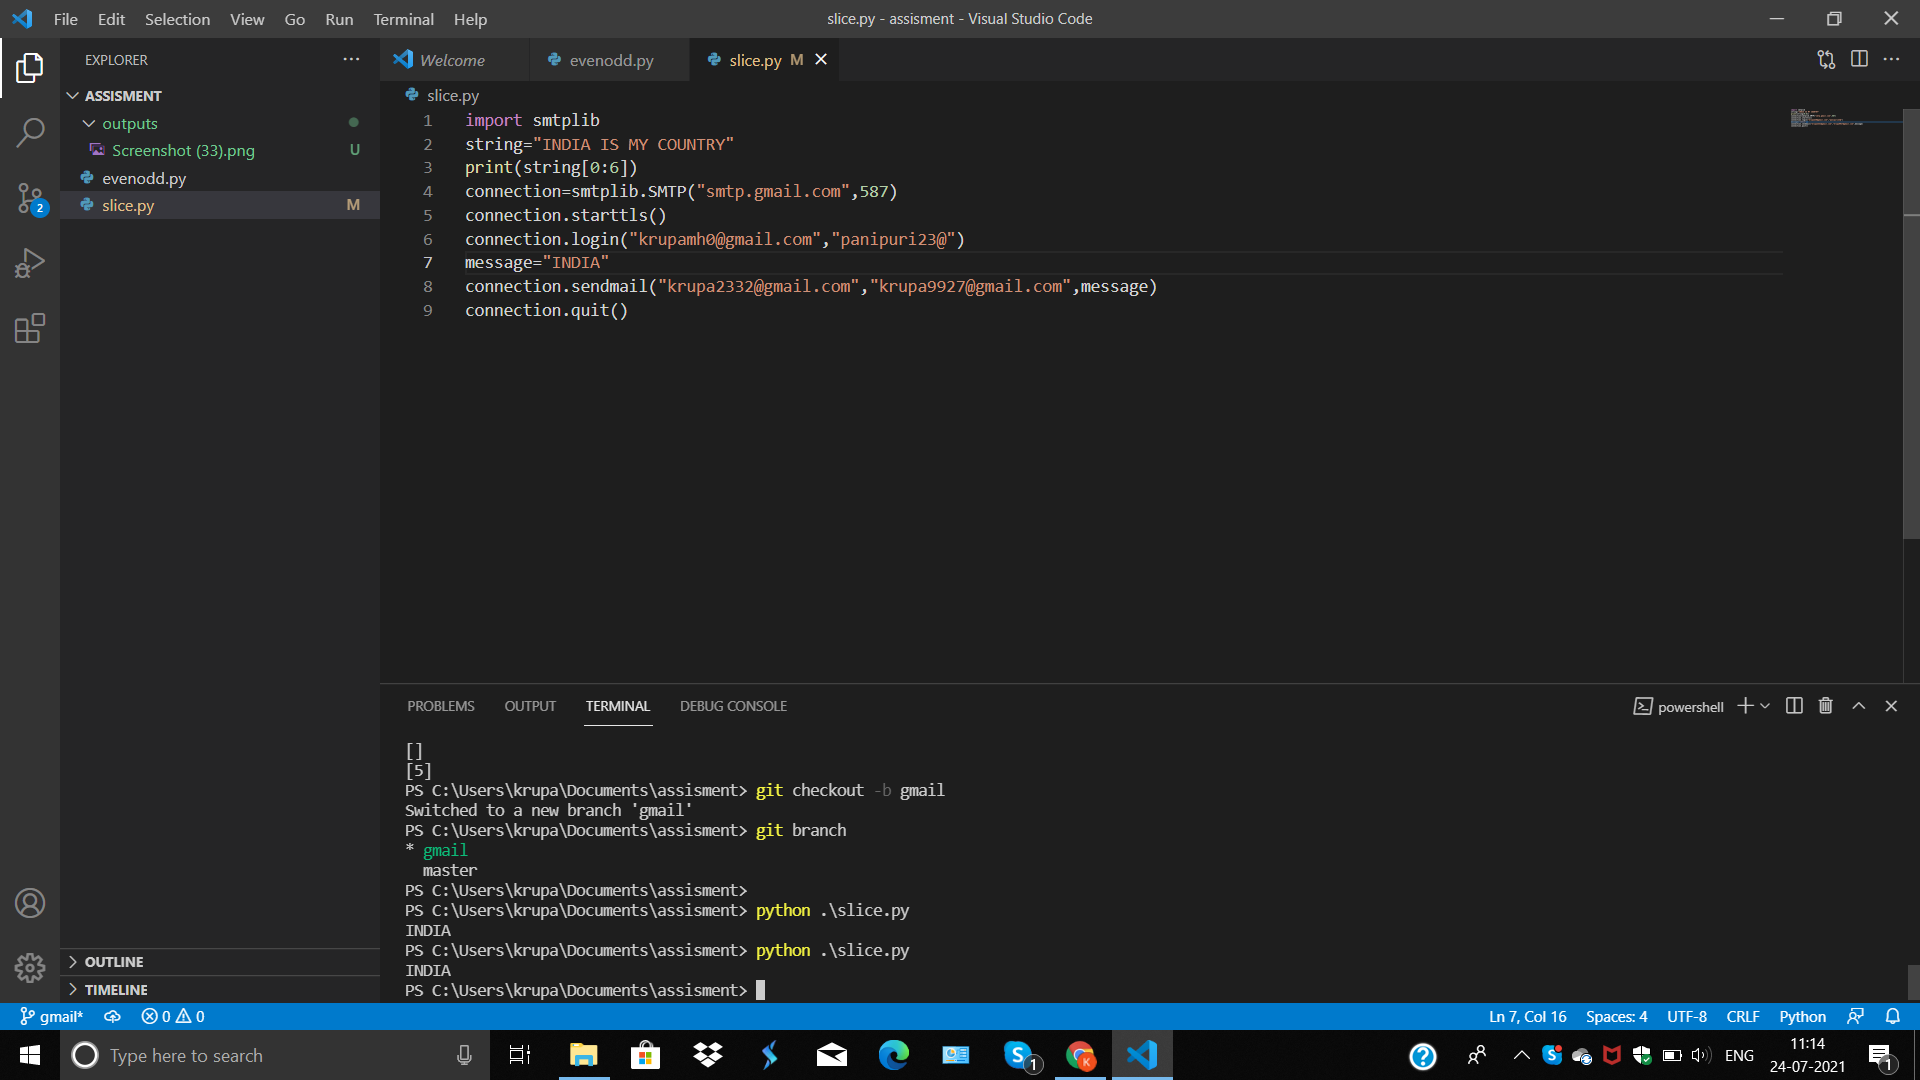 File Edit Selection View Go Run Terminal Help
slice.py - assisment - Visual Studio Code
EXPLORER
ASSISMENT
outputs
Screenshot (33).png U
evenodd.py
slice.py M
2
Welcome
evenodd.py
slice.py M
slice.py
1 import smtplib
2 string="INDIA IS MY COUNTRY"
3 print(string[0:6])
4 connection=smtplib.SMTP("smtp.gmail.com",587)
5 connection.starttls()
6 connection.login("krupamh0@gmail.com","panipuri23@")
7 message="INDIA"
8 connection.sendmail("krupa2332@gmail.com","krupa9927@gmail.com",message)
9 connection.quit()
PROBLEMS OUTPUT TERMINAL DEBUG CONSOLE
powershell
[]
[5]
PS C:\Users\krupa\Documents\assisment> git checkout -b gmail
Switched to a new branch 'gmail'
PS C:\Users\krupa\Documents\assisment> git branch
* gmail
master
PS C:\Users\krupa\Documents\assisment>
PS C:\Users\krupa\Documents\assisment> python .\slice.py
INDIA
PS C:\Users\krupa\Documents\assisment> python .\slice.py
INDIA
PS C:\Users\krupa\Documents\assisment>
OUTLINE
TIMELINE
gmail* 0 0
Ln 7, Col 16 Spaces: 4 UTF-8 CRLF Python
Type here to search
1
K
ENG
11:14
24-07-2021
1